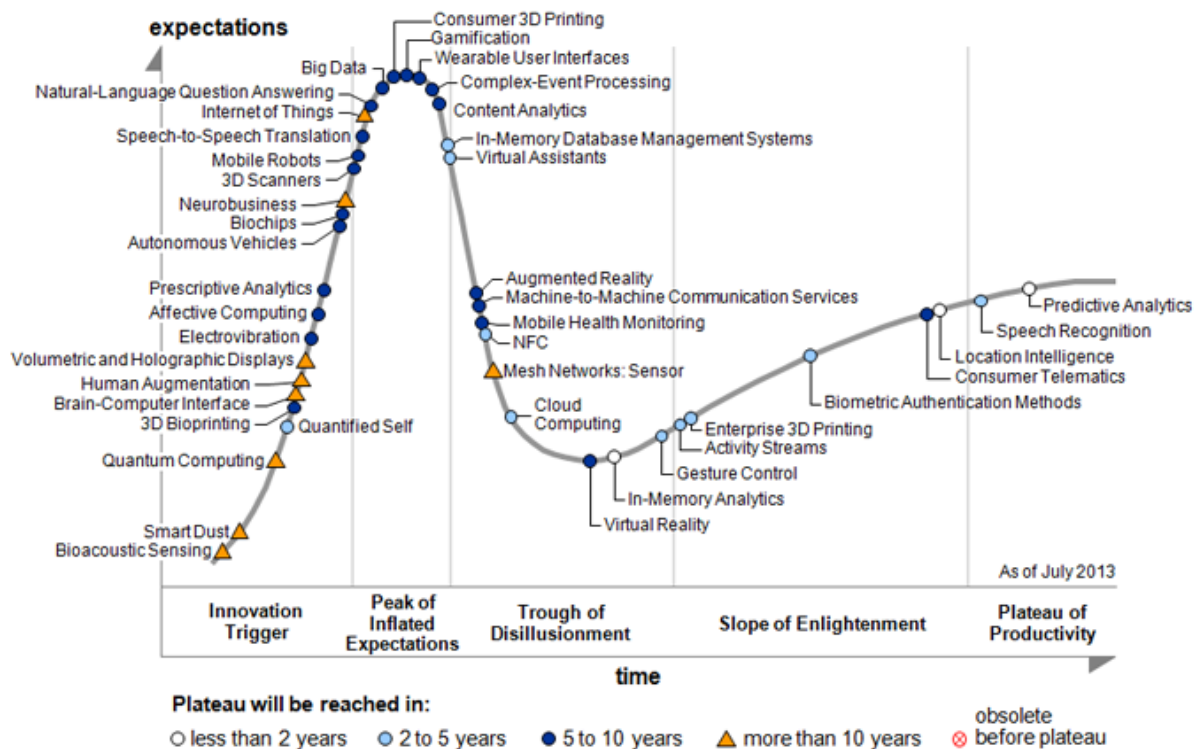 expectations
Consumer 3D Printing
Gamification
Wearable User Interfaces
Big Data
Complex-Event Processing
Natural-Language Question Answering
Internet of Things
Content Analytics
Speech-to-Speech Translation
In-Memory Database Management Systems
Mobile Robots
Virtual Assistants
3D Scanners
Neurobusiness
Biochips
Autonomous Vehicles
Augmented Reality
Prescriptive Analytics
Machine-to-Machine Communication Services
Predictive Analytics
Affective Computing
Mobile Health Monitoring
Speech Recognition
Electrovibration
NFC
Volumetric and Holographic Displays
Location Intelligence
Mesh Networks: Sensor
Human Augmentation
Consumer Telematics
Brain-Computer Interface
Cloud
Computing
Biometric Authentication Methods
3D Bioprinting
Quantified Self
Enterprise 3D Printing
Activity Streams
Quantum Computing
Gesture Control
In-Memory Analytics
Virtual Reality
Smart Dust
Bioacoustic Sensing
As of July 2013
Innovation
Trigger
Peak of
Inflated
Expectations
Trough of
Disillusionment
Slope of Enlightenment
Plateau of
Productivity
time
Plateau will be reached in:
less than 2 years
2 to 5 years
5 to 10 years
more than 10 years
obsolete
before plateau